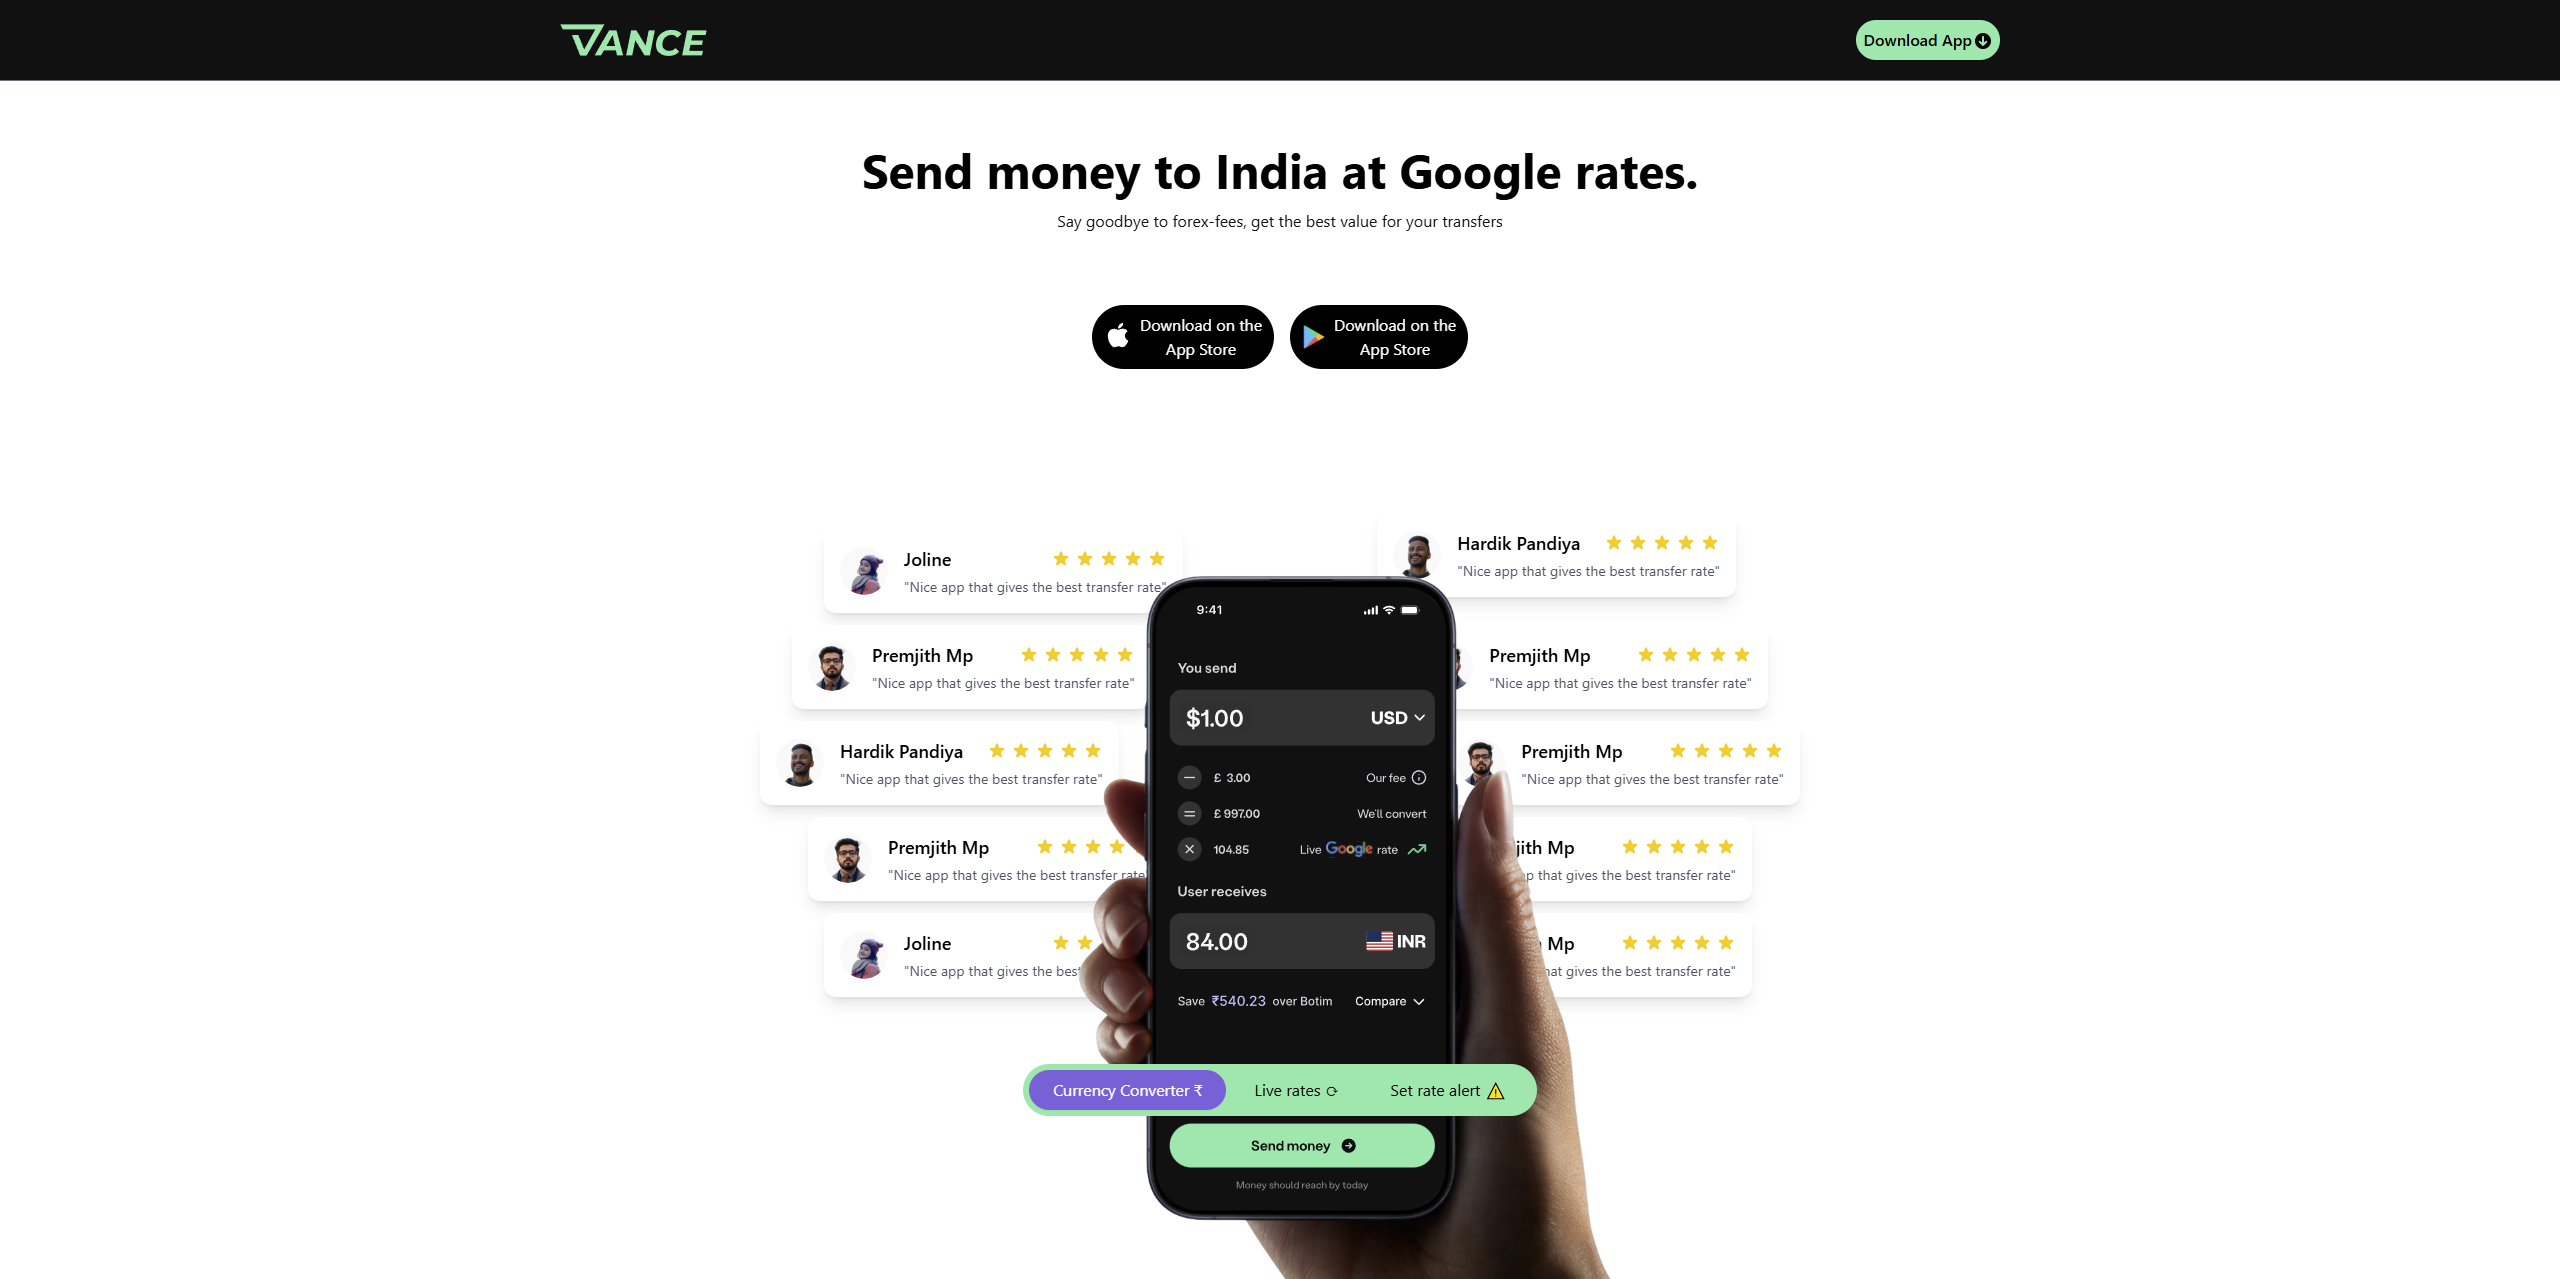 VANCE
Download App
Send money to India at Google rates.
Say goodbye to forex-fees, get the best value for your transfers
Download on the
App Store
Download on the
App Store
Joline
"Nice app that gives the best transfer rate"
Premjith Mp
"Nice app that gives the best transfer rate"
Hardik Pandiya
"Nice app that gives the best transfer rate"
Premjith Mp
"Nice app that gives the best transfer rate
Joline
"Nice app that gives the best
Hardik Pandiya
"Nice app that gives the best transfer rate"
Premjith Mp
"Nice app that gives the best transfer rate"
Premjith Mp
"Nice app that gives the best transfer rate"
jith Mp
p that gives the best transfer rate"
Mp
that gives the best transfer rate"
9:41
You send
$1.00 USD
£ 3.00 Our fee
£ 997.00 We'll convert
104.85 Live Google rate
User receives
84.00 INR
Save ₹540.23 over Botim Compare
Currency Converter ₹
Live rates
Set rate alert
Send money
Money should reach by today